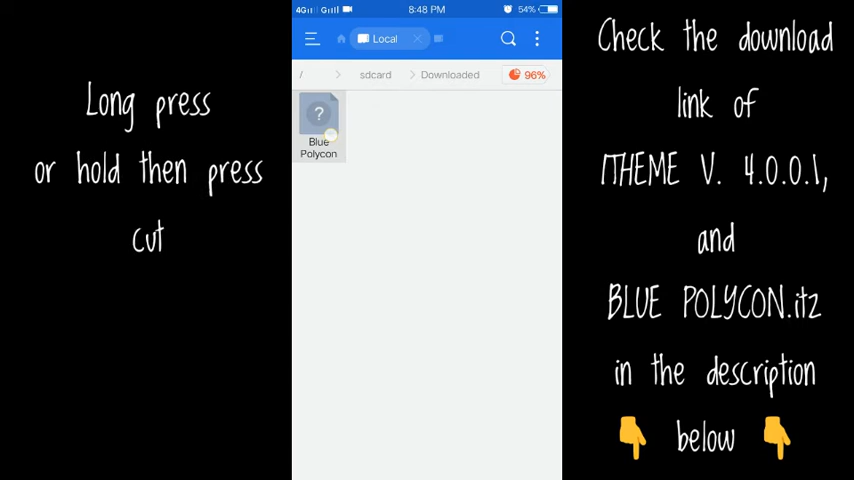 Long press
or hold then press
cut
4G 8:48 PM 54%
Local
/ sdcard Downloaded 96%
?
Blue
Polycon
Check the download
link of
ITHEME V. 4.0.0.1,
and
BLUE POLYCON.itz
in the description
below